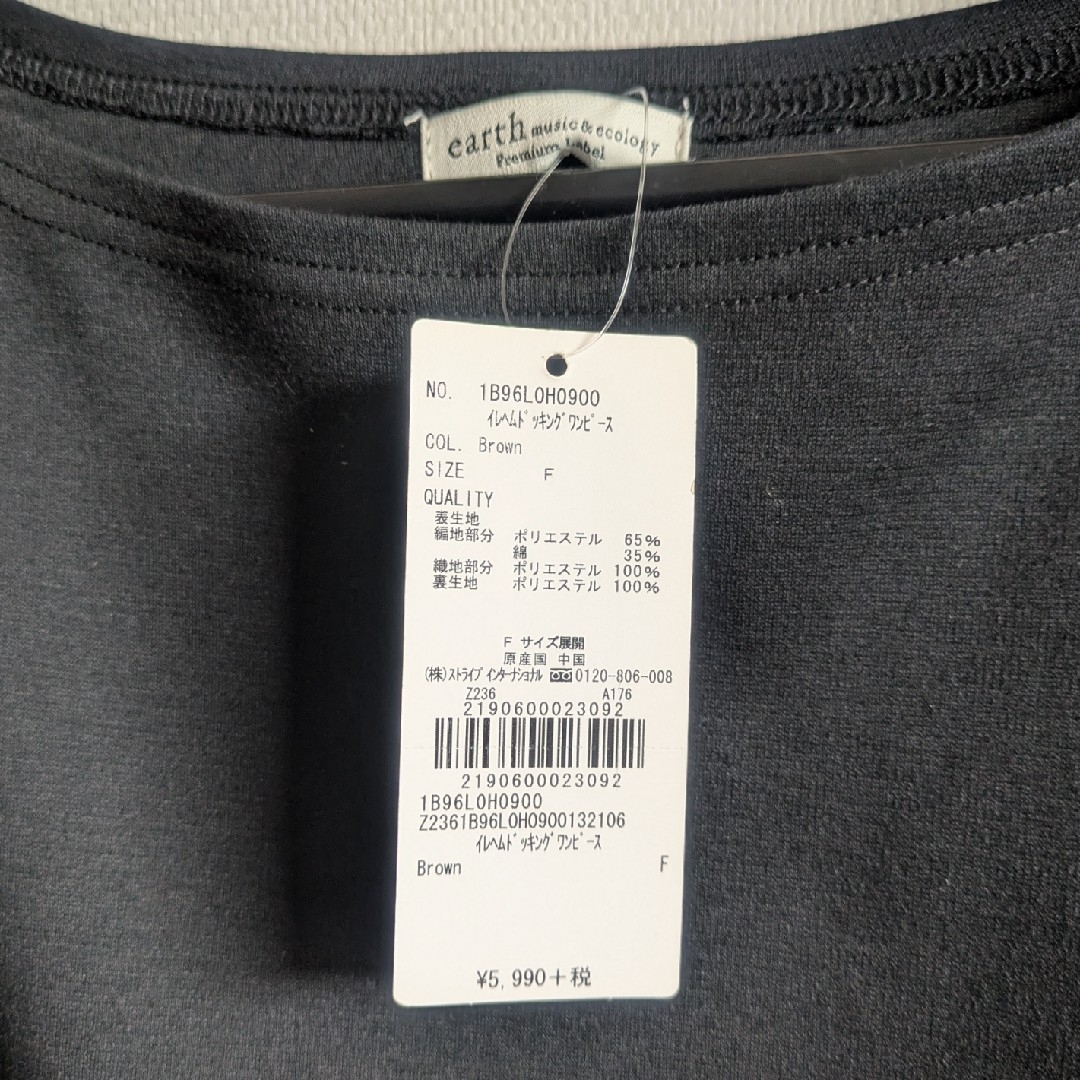 earth music&ecology
Premium Label
NO. 1B96L0H0900
ｲﾚﾍﾑﾄﾞｯｷﾝｸﾞﾜﾝﾋﾟｰｽ
COL. Brown
SIZE F
QUALITY
表生地
編地部分 ポリエステル 65%
綿 35%
織地部分 ポリエステル 100%
裏生地 ポリエステル 100%
F サイズ展開
原産国 中国
(株)ｽﾄﾗｲﾌﾟｲﾝﾀｰﾅｼｮﾅﾙ 0120-806-008
Z236 A176
2190600023092
2190600023092
1B96L0H0900
Z2361B96L0H0900132106
ｲﾚﾍﾑﾄﾞｯｷﾝｸﾞﾜﾝﾋﾟｰｽ
Brown F
¥5,990+税